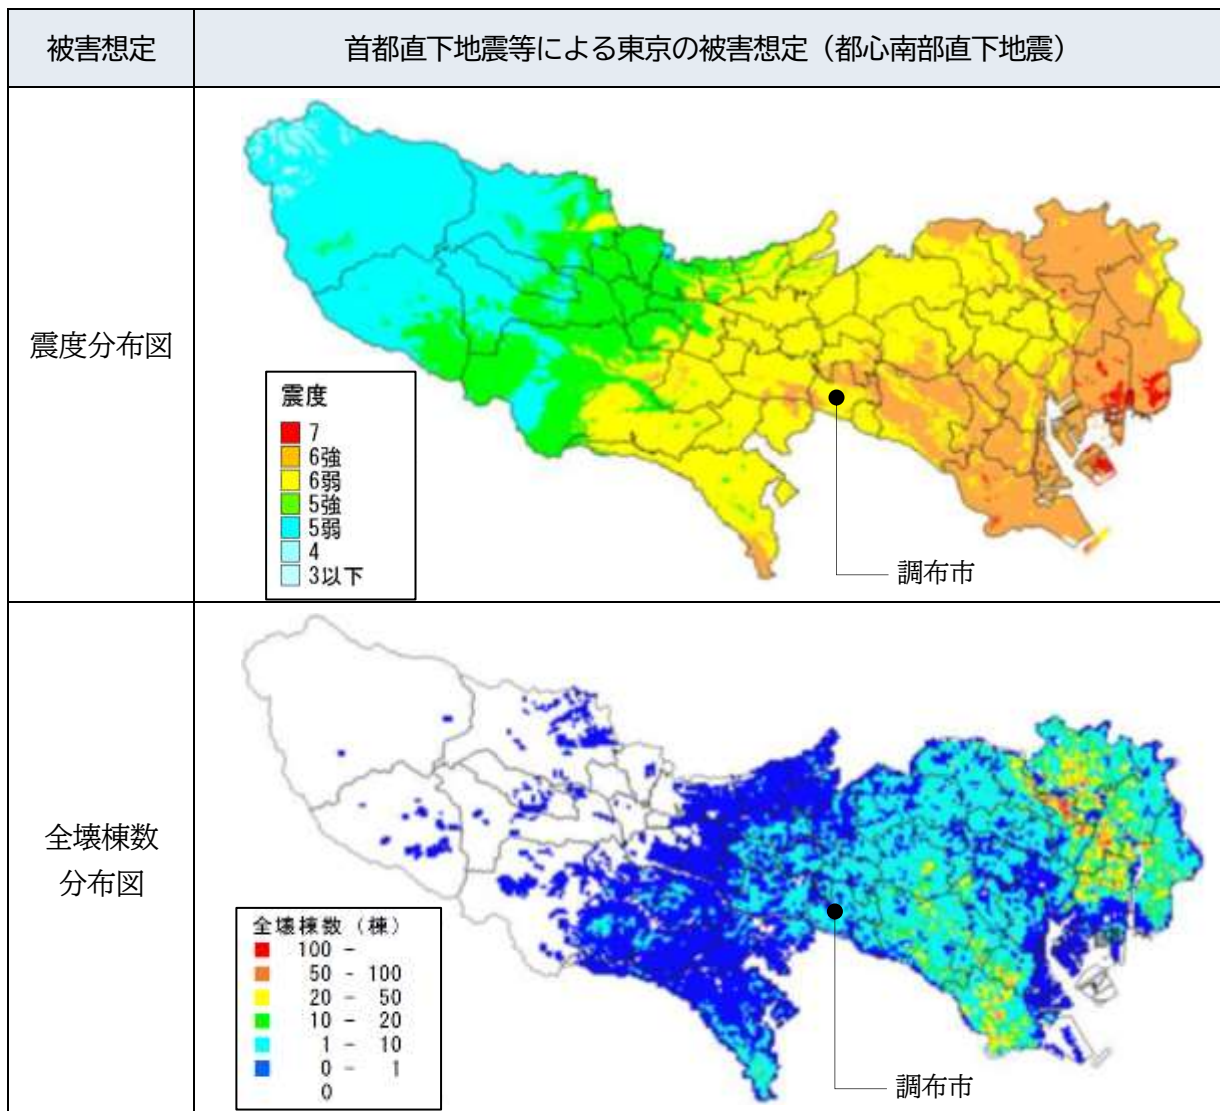 被害想定
首都直下地震等による東京の被害想定（都心南部直下地震）
震度分布図
震度
7
6強
6弱
5強
5弱
4
3以下
調布市
全壊棟数
分布図
全壊棟数（棟）
100 -
50 - 100
20 - 50
10 - 20
1 - 10
0 - 1
0
調布市